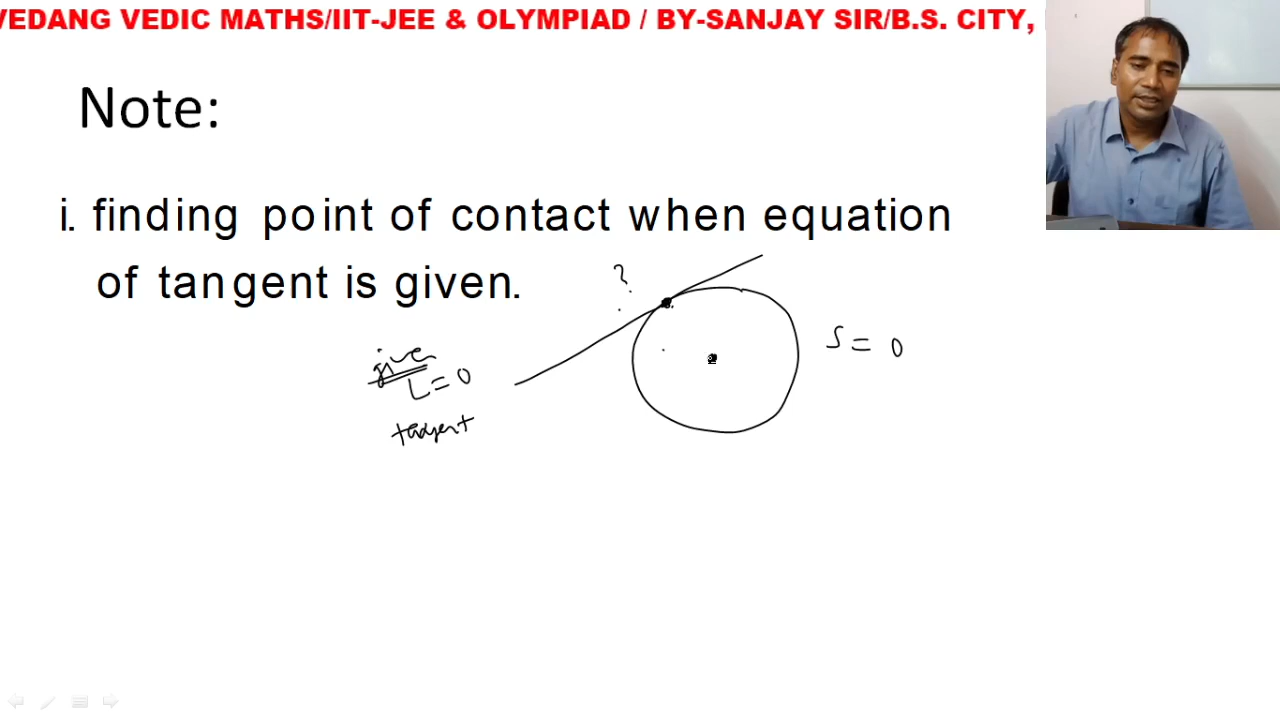 VEDANG VEDIC MATHS/IIT-JEE & OLYMPIAD / BY-SANJAY SIR/B.S. CITY,
Note:
i. finding point of contact when equation
of tangent is given.
?
S = 0
give
L = 0
tangent